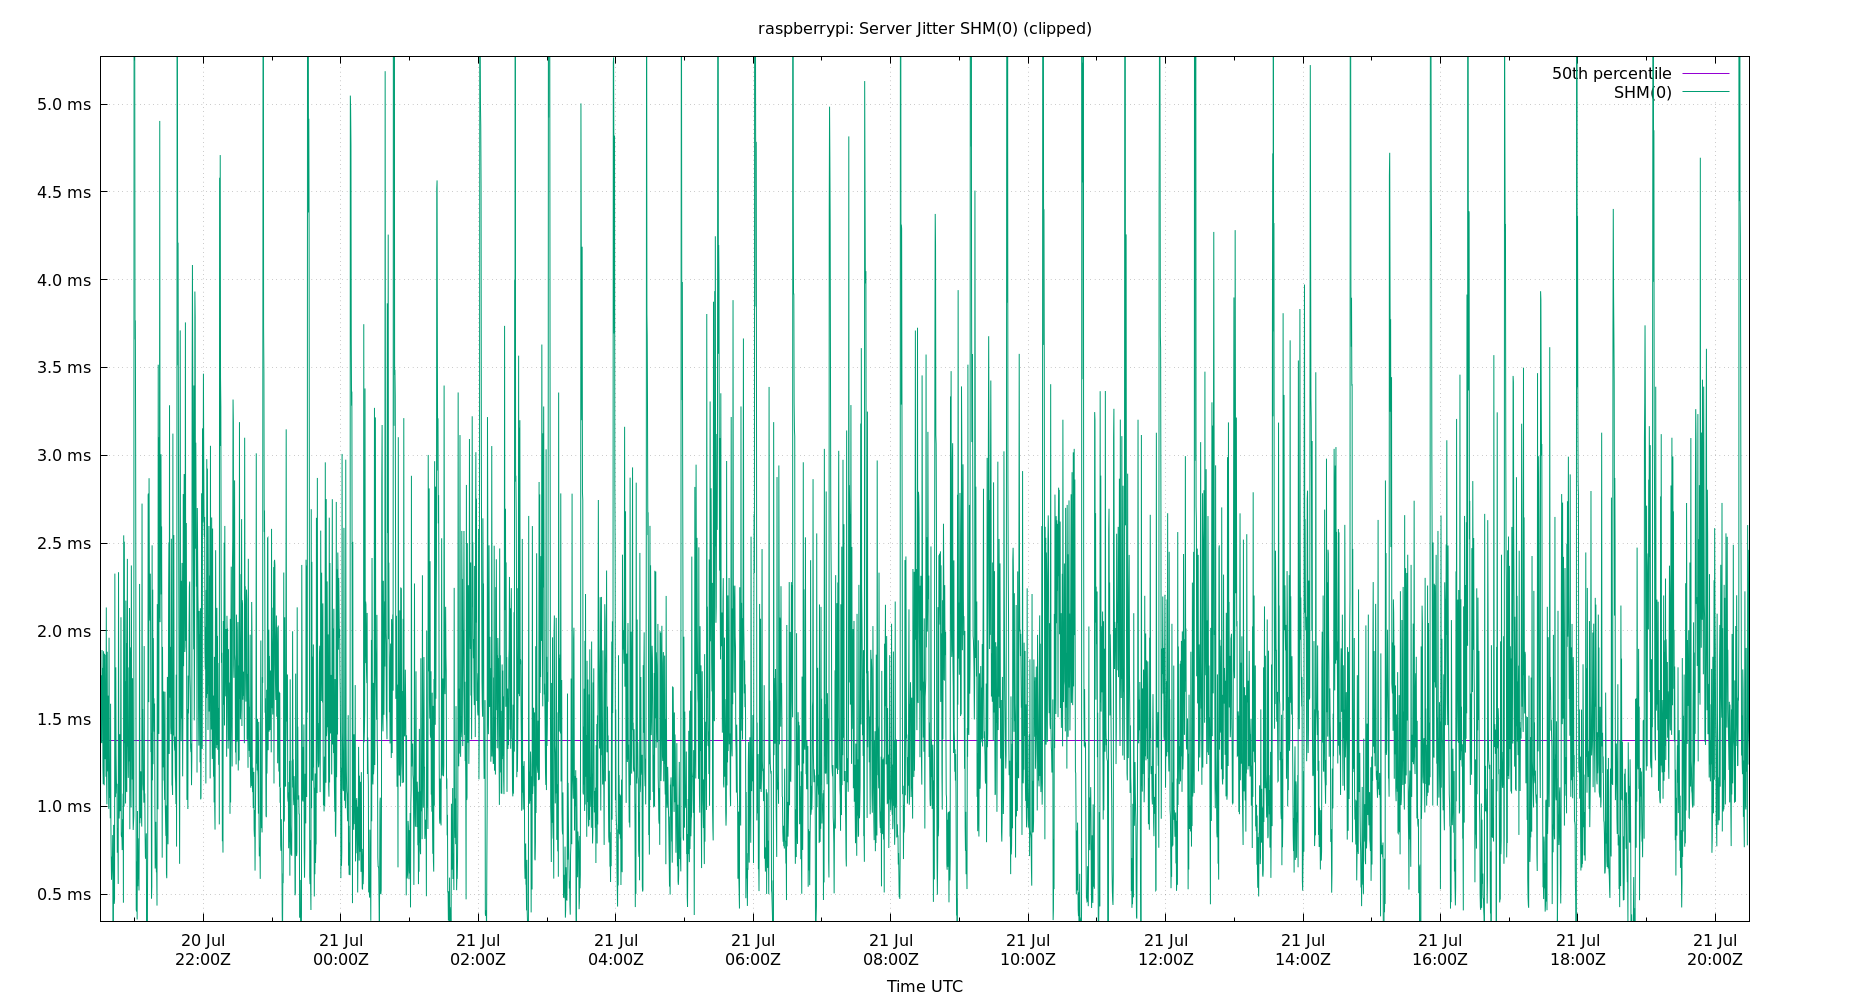 raspberrypi: Server Jitter SHM(0) (clipped)
50th percentile
SHM(0)
5.0 ms
4.5 ms
4.0 ms
3.5 ms
3.0 ms
2.5 ms
2.0 ms
1.5 ms
1.0 ms
0.5 ms
20 Jul 21 Jul 21 Jul 21 Jul 21 Jul 21 Jul 21 Jul 21 Jul 21 Jul 21 Jul 21 Jul 21 Jul
22:00Z 00:00Z 02:00Z 04:00Z 06:00Z 08:00Z 10:00Z 12:00Z 14:00Z 16:00Z 18:00Z 20:00Z
Time UTC